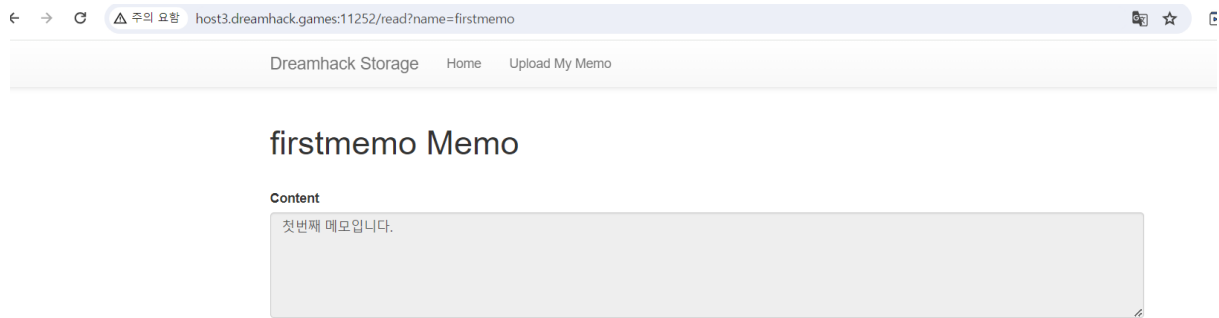 주의 요함 host3.dreamhack.games:11252/read?name=firstmemo
Dreamhack Storage Home Upload My Memo
firstmemo Memo
Content
첫번째 메모입니다.